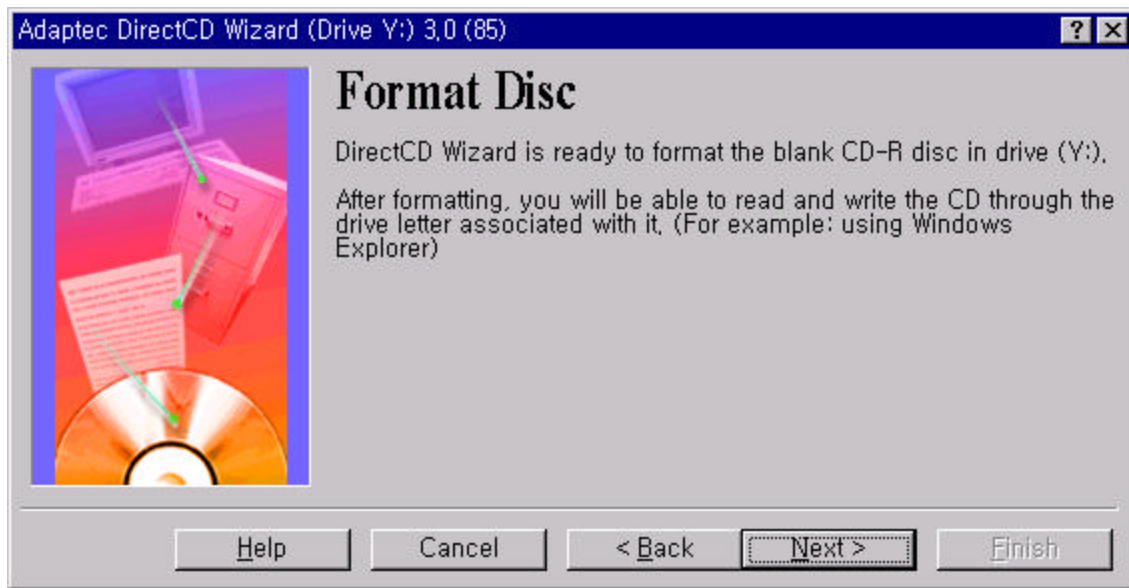 Adaptec DirectCD Wizard (Drive Y:) 3.0 (85)
Format Disc
DirectCD Wizard is ready to format the blank CD-R disc in drive (Y:).
After formatting, you will be able to read and write the CD through the
drive letter associated with it. (For example: using Windows
Explorer)
Help
Cancel
< Back
Next >
Finish